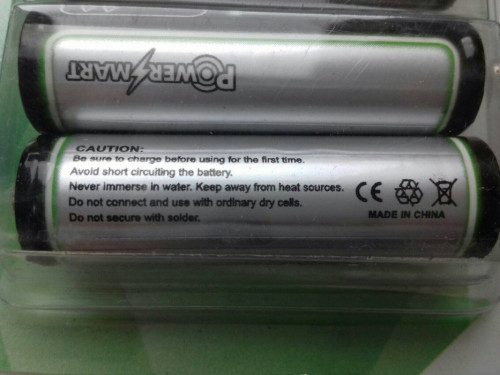 POWERSMART
CAUTION:
Be sure to charge before using for the first time.
Avoid short circuiting the battery.
Never immerse in water. Keep away from heat sources.
Do not connect and use with ordinary dry cells.
Do not secure with solder.
CE
MADE IN CHINA